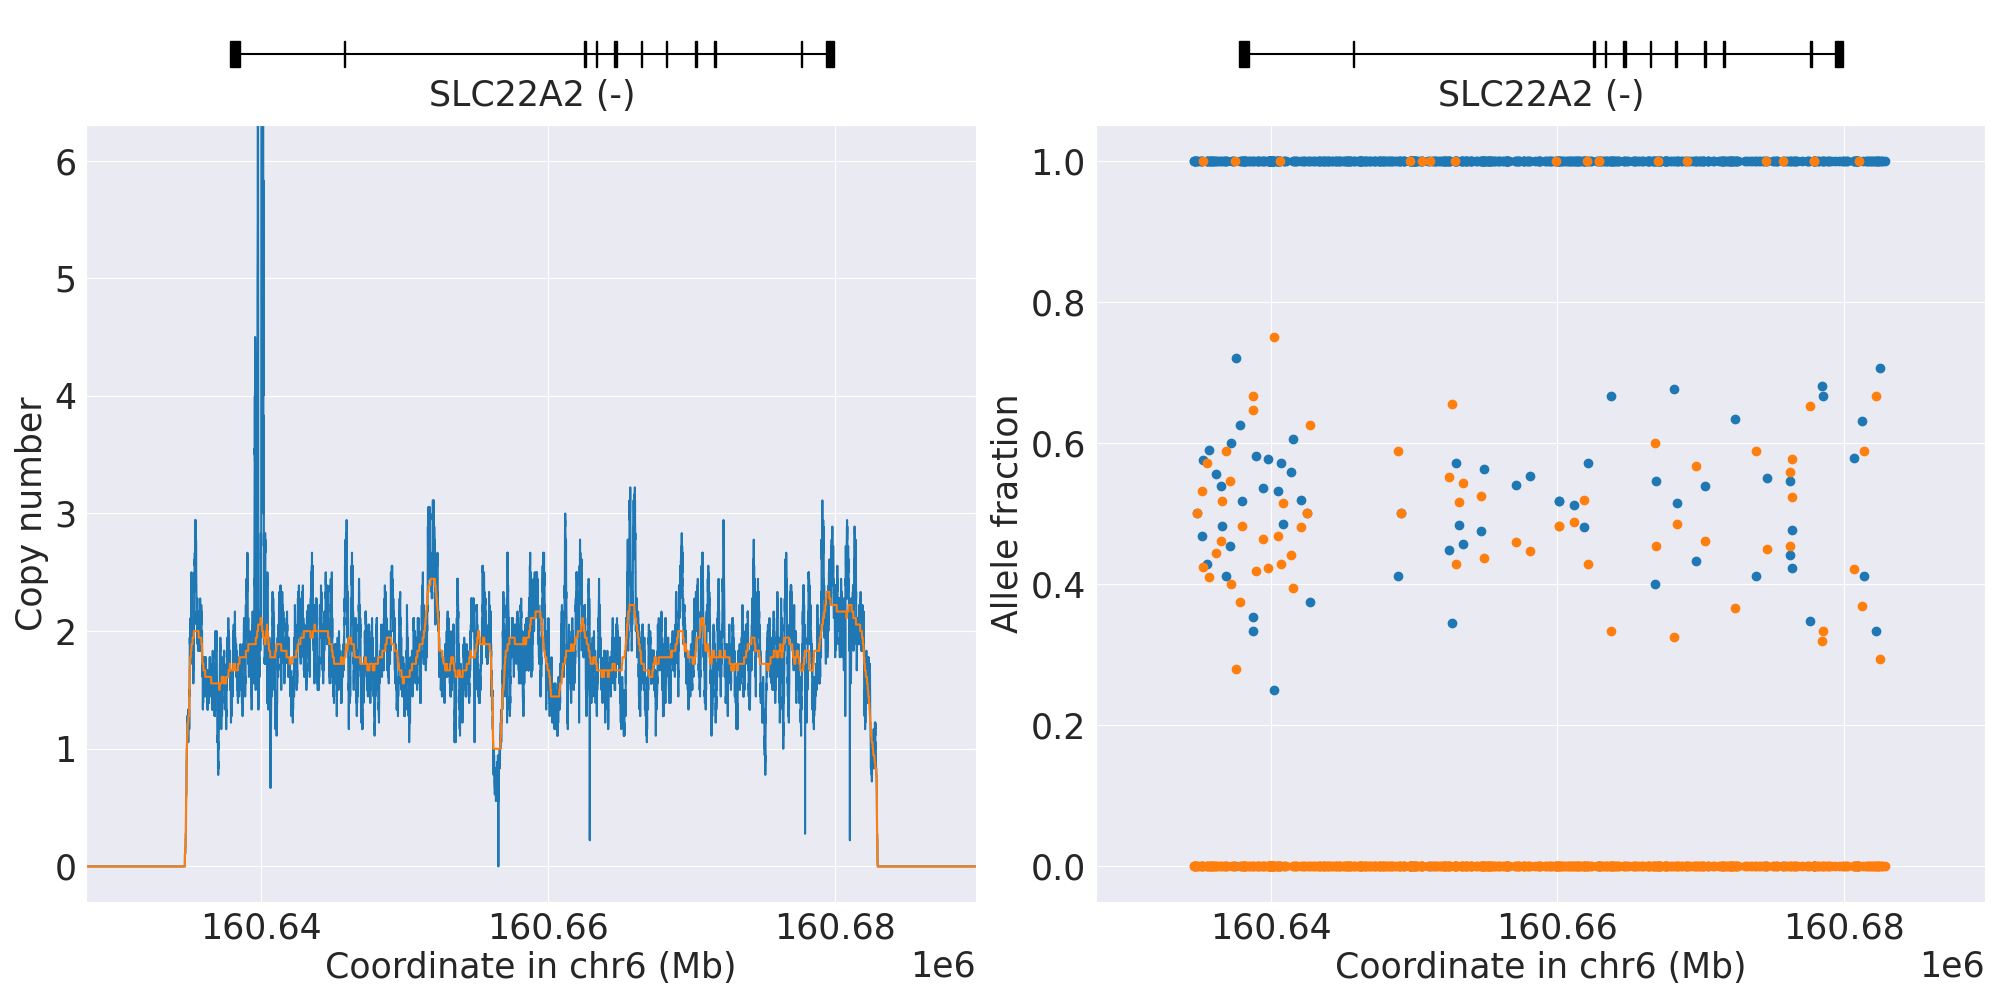 SLC22A2 (-)
6
5
4
3
2
1
0
Copy number
160.64 160.66 160.68
Coordinate in chr6 (Mb)
1e6
SLC22A2 (-)
1.0
0.8
0.6
0.4
0.2
0.0
Allele fraction
160.64 160.66 160.68
Coordinate in chr6 (Mb)
1e6